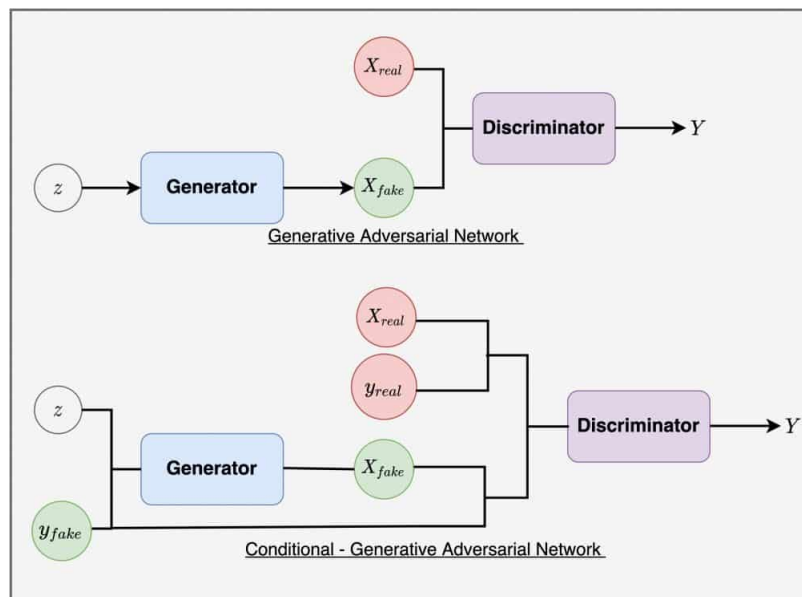 X_real
Discriminator
Y
z
Generator
X_fake
Generative Adversarial Network
X_real
y_real
z
Discriminator
Y
Generator
X_fake
y_fake
Conditional - Generative Adversarial Network